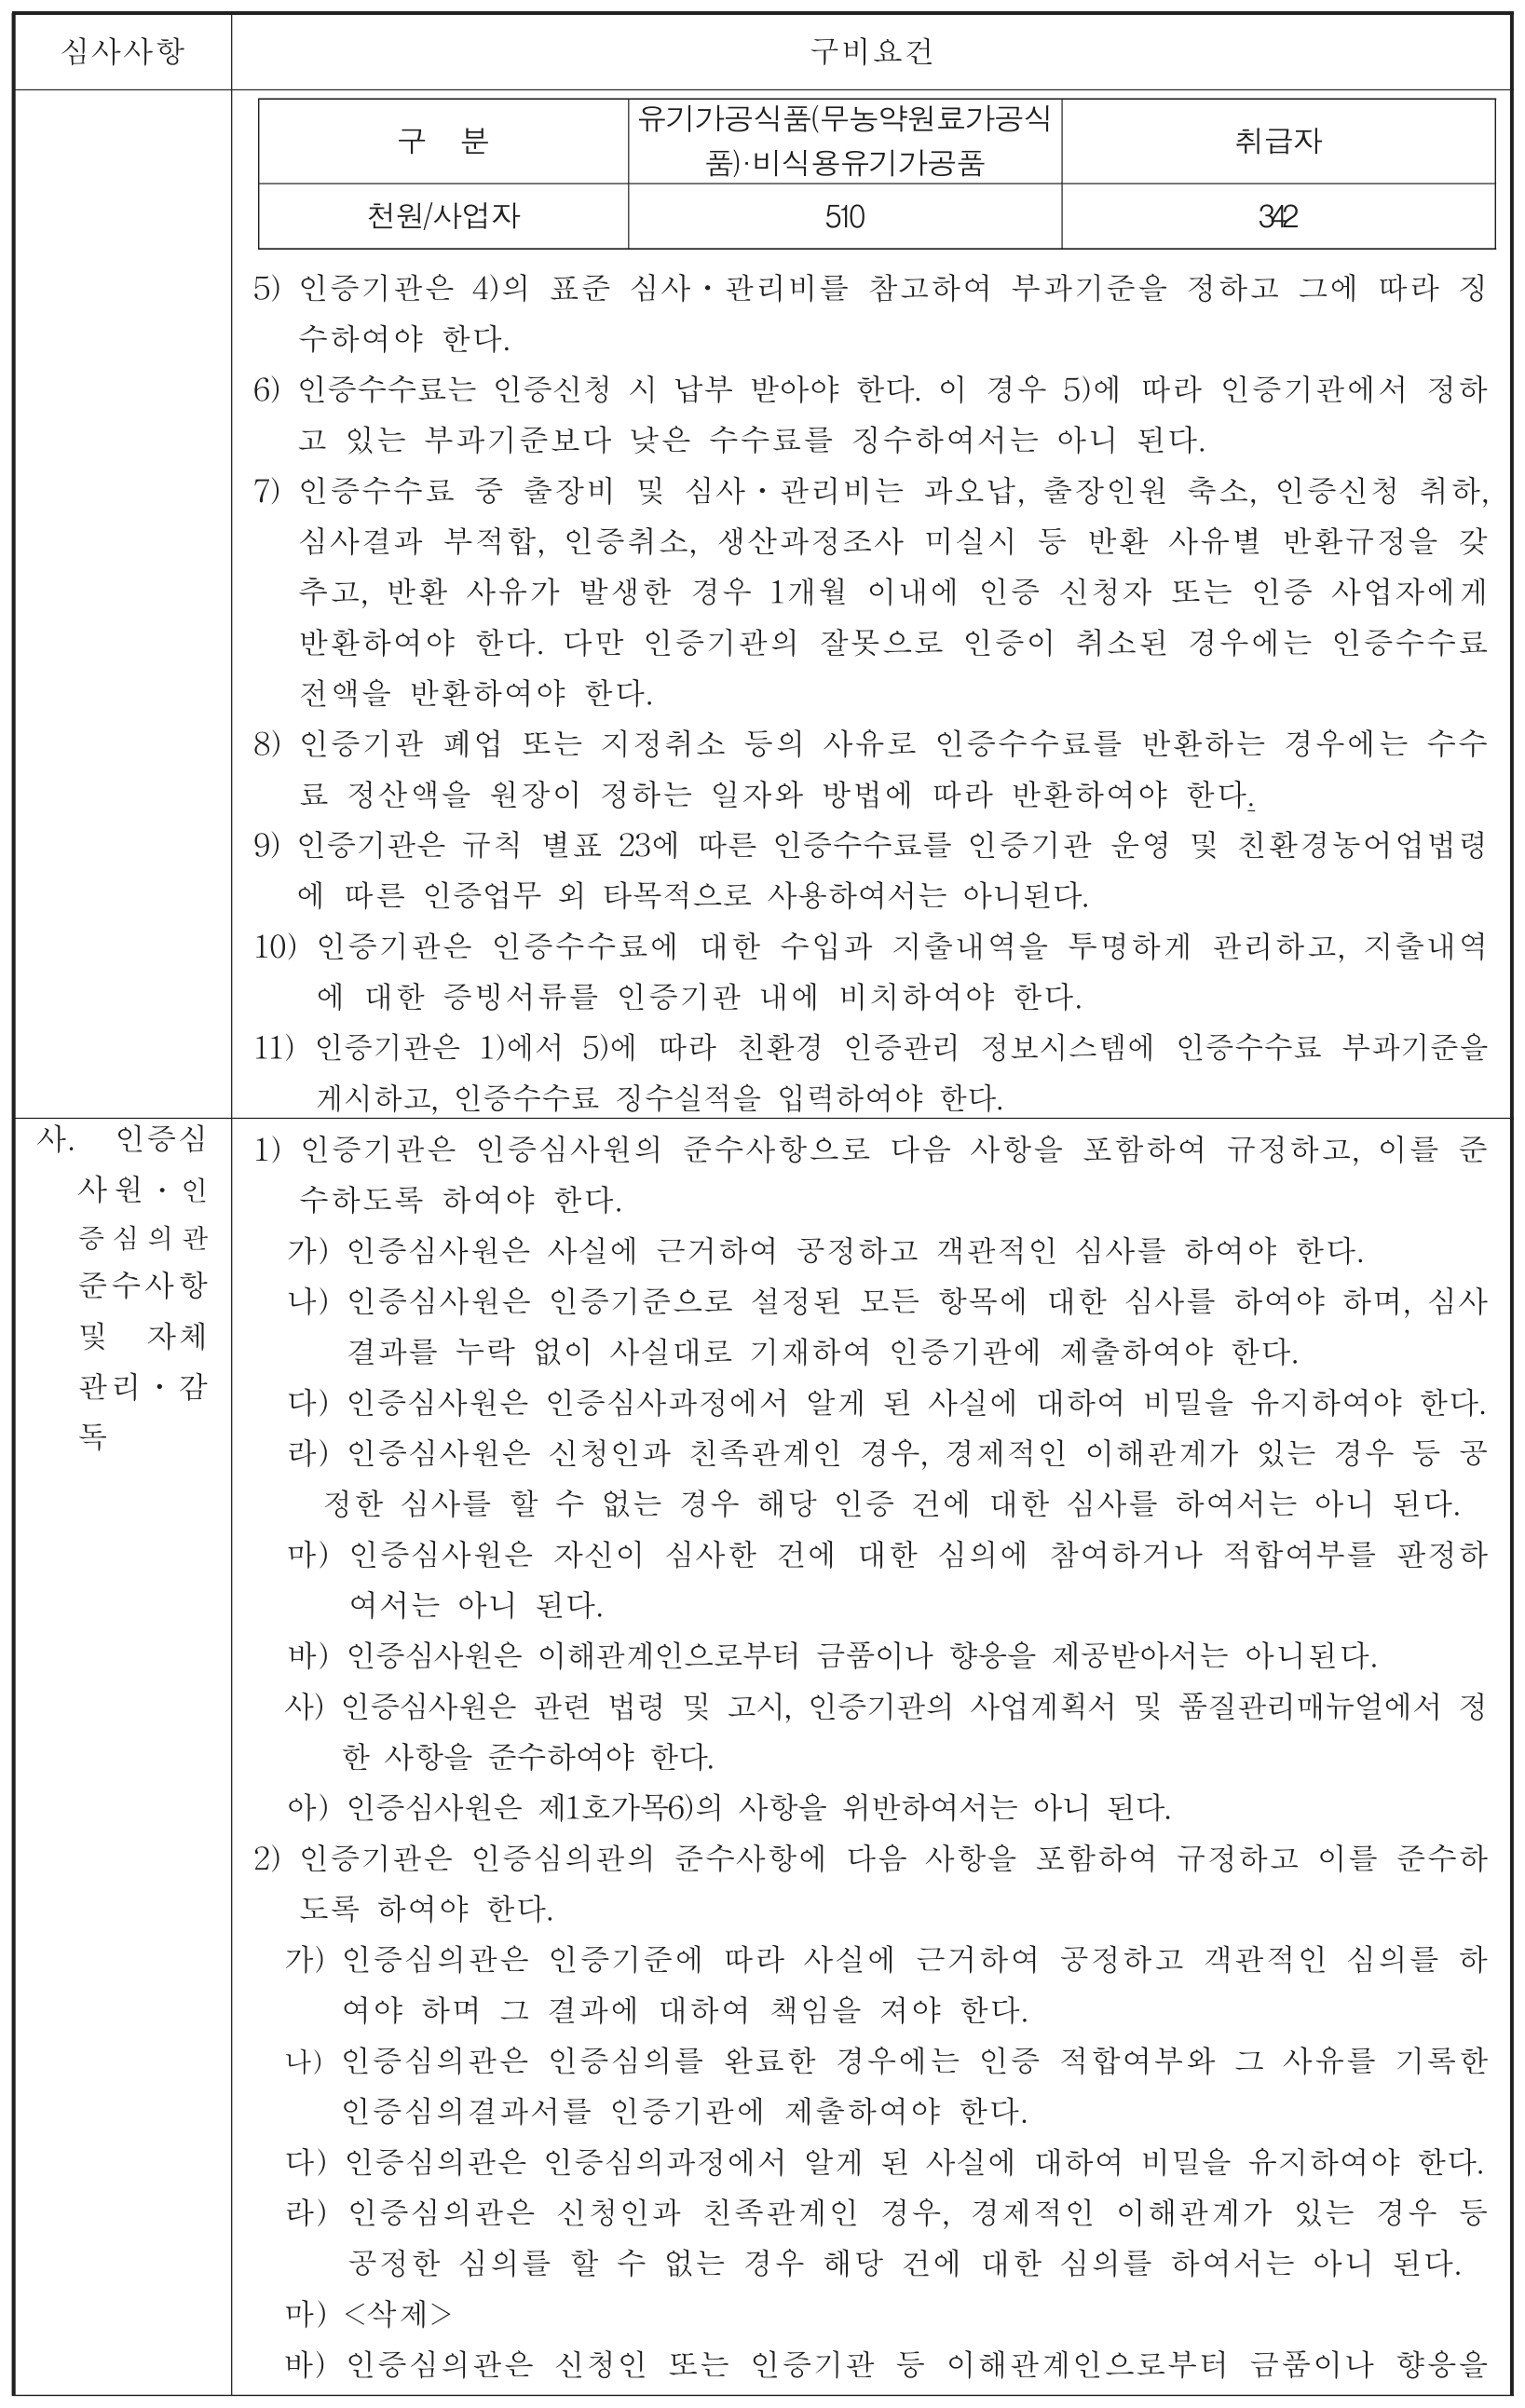 심사사항
구비요건
구 분
유기가공식품(무농약원료가공식
품)·비식용유기가공품
취급자
천원/사업자
510
342
5) 인증기관은 4)의 표준 심사・관리비를 참고하여 부과기준을 정하고 그에 따라 징
수하여야 한다.
6) 인증수수료는 인증신청 시 납부 받아야 한다. 이 경우 5)에 따라 인증기관에서 정하
고 있는 부과기준보다 낮은 수수료를 징수하여서는 아니 된다.
7) 인증수수료 중 출장비 및 심사・관리비는 과오납, 출장인원 축소, 인증신청 취하,
심사결과 부적합, 인증취소, 생산과정조사 미실시 등 반환 사유별 반환규정을 갖
추고, 반환 사유가 발생한 경우 1개월 이내에 인증 신청자 또는 인증 사업자에게
반환하여야 한다. 다만 인증기관의 잘못으로 인증이 취소된 경우에는 인증수수료
전액을 반환하여야 한다.
8) 인증기관 폐업 또는 지정취소 등의 사유로 인증수수료를 반환하는 경우에는 수수
료 정산액을 원장이 정하는 일자와 방법에 따라 반환하여야 한다.
9) 인증기관은 규칙 별표 23에 따른 인증수수료를 인증기관 운영 및 친환경농어업법령
에 따른 인증업무 외 타목적으로 사용하여서는 아니된다.
10) 인증기관은 인증수수료에 대한 수입과 지출내역을 투명하게 관리하고, 지출내역
에 대한 증빙서류를 인증기관 내에 비치하여야 한다.
11) 인증기관은 1)에서 5)에 따라 친환경 인증관리 정보시스템에 인증수수료 부과기준을
게시하고, 인증수수료 징수실적을 입력하여야 한다.
사. 인증심
사원・인
증심의관
준수사항
및 자체
관리・감
독
1) 인증기관은 인증심사원의 준수사항으로 다음 사항을 포함하여 규정하고, 이를 준
수하도록 하여야 한다.
가) 인증심사원은 사실에 근거하여 공정하고 객관적인 심사를 하여야 한다.
나) 인증심사원은 인증기준으로 설정된 모든 항목에 대한 심사를 하여야 하며, 심사
결과를 누락 없이 사실대로 기재하여 인증기관에 제출하여야 한다.
다) 인증심사원은 인증심사과정에서 알게 된 사실에 대하여 비밀을 유지하여야 한다.
라) 인증심사원은 신청인과 친족관계인 경우, 경제적인 이해관계가 있는 경우 등 공
정한 심사를 할 수 없는 경우 해당 인증 건에 대한 심사를 하여서는 아니 된다.
마) 인증심사원은 자신이 심사한 건에 대한 심의에 참여하거나 적합여부를 판정하
여서는 아니 된다.
바) 인증심사원은 이해관계인으로부터 금품이나 향응을 제공받아서는 아니된다.
사) 인증심사원은 관련 법령 및 고시, 인증기관의 사업계획서 및 품질관리매뉴얼에서 정
한 사항을 준수하여야 한다.
아) 인증심사원은 제1호가목6)의 사항을 위반하여서는 아니 된다.
2) 인증기관은 인증심의관의 준수사항에 다음 사항을 포함하여 규정하고 이를 준수하
도록 하여야 한다.
가) 인증심의관은 인증기준에 따라 사실에 근거하여 공정하고 객관적인 심의를 하
여야 하며 그 결과에 대하여 책임을 져야 한다.
나) 인증심의관은 인증심의를 완료한 경우에는 인증 적합여부와 그 사유를 기록한
인증심의결과서를 인증기관에 제출하여야 한다.
다) 인증심의관은 인증심의과정에서 알게 된 사실에 대하여 비밀을 유지하여야 한다.
라) 인증심의관은 신청인과 친족관계인 경우, 경제적인 이해관계가 있는 경우 등
공정한 심의를 할 수 없는 경우 해당 건에 대한 심의를 하여서는 아니 된다.
마) <삭제>
바) 인증심의관은 신청인 또는 인증기관 등 이해관계인으로부터 금품이나 향응을